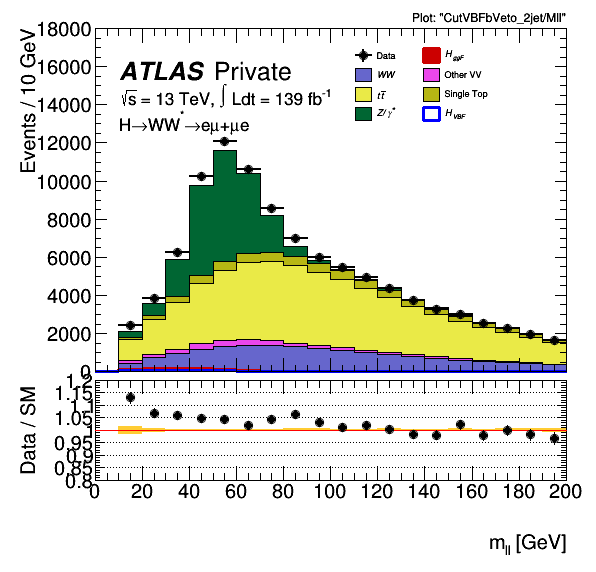 Plot: "CutVBFbVeto_2jet/Mll"
Events / 10 GeV
18000
16000
14000
12000
10000
8000
6000
4000
2000
0
ATLAS Private
√s = 13 TeV, ∫ Ldt = 139 fb⁻¹
H→WW*→eμ+μe
Data
WW
tt̅
Z/γ*
H_ggF
Other VV
Single Top
H_VBF
Data / SM
1.2
1.15
1.1
1.05
1
0.95
0.9
0.85
0.8
0 20 40 60 80 100 120 140 160 180 200
m_ll [GeV]